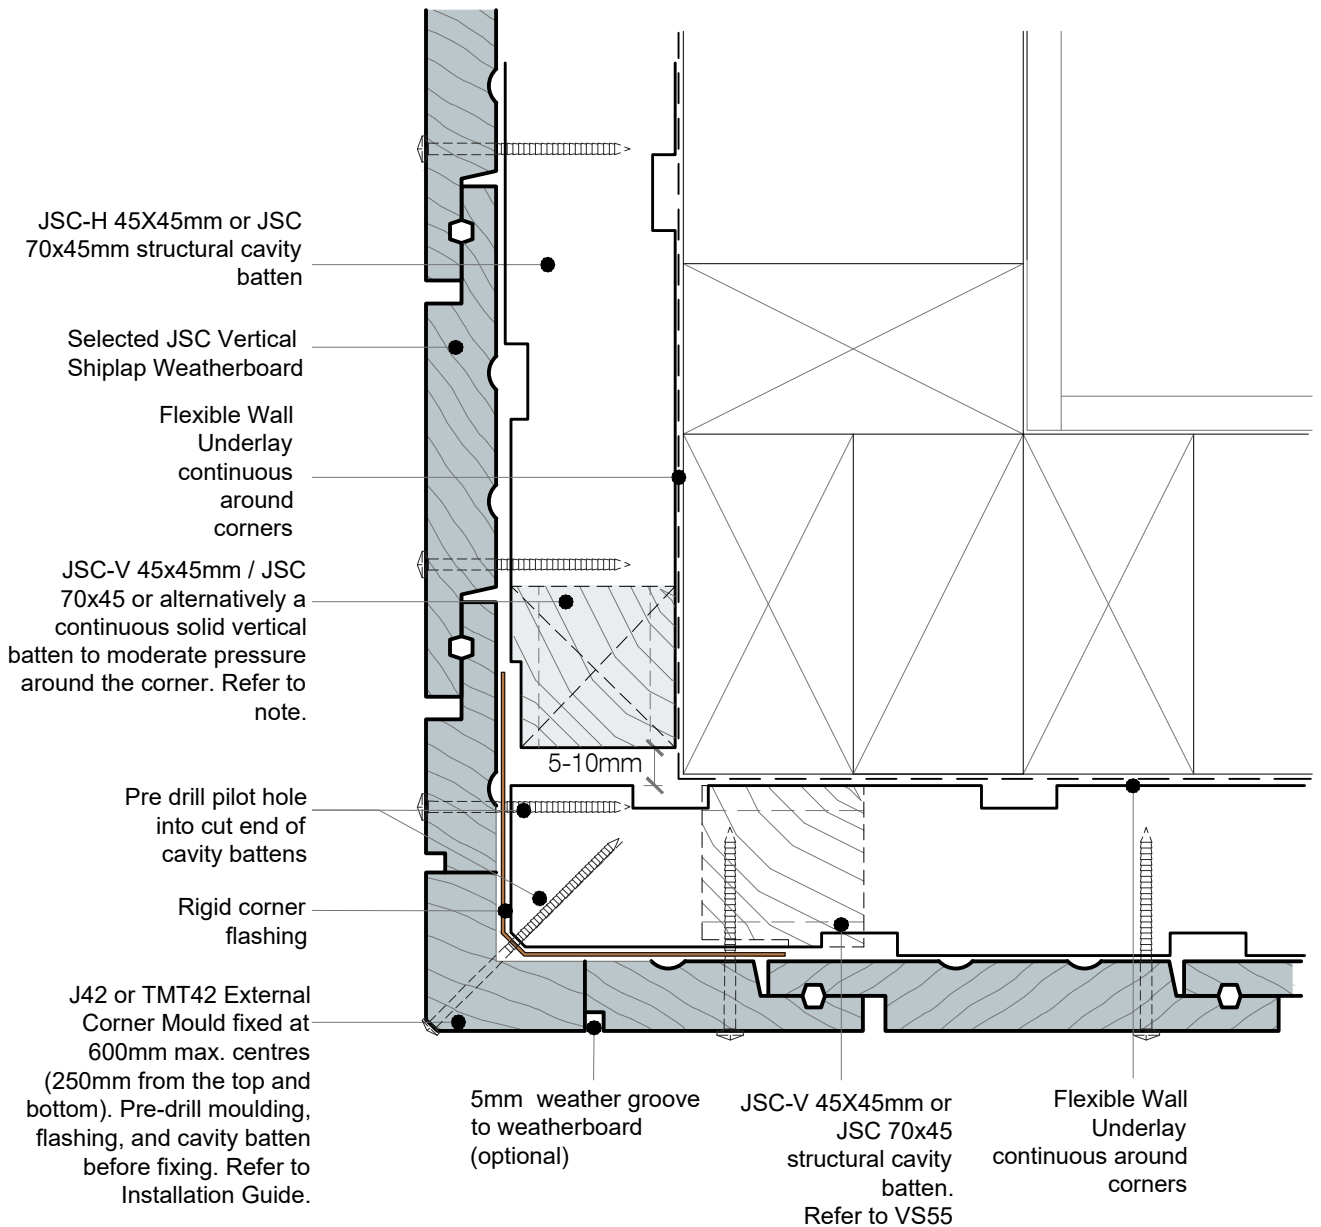 JSC-H 45X45mm or JSC
70x45mm structural cavity
batten
Selected JSC Vertical
Shiplap Weatherboard
Flexible Wall
Underlay
continuous
around
corners
JSC-V 45x45mm / JSC
70x45 or alternatively a
continuous solid vertical
batten to moderate pressure
around the corner. Refer to
note.
5-10mm
Pre drill pilot hole
into cut end of
cavity battens
Rigid corner
flashing
J42 or TMT42 External
Corner Mould fixed at
600mm max. centres
(250mm from the top and
bottom). Pre-drill moulding,
flashing, and cavity batten
before fixing. Refer to
Installation Guide.
5mm weather groove
to weatherboard
(optional)
JSC-V 45X45mm or
JSC 70x45
structural cavity
batten.
Refer to VS55
Flexible Wall
Underlay
continuous around
corners